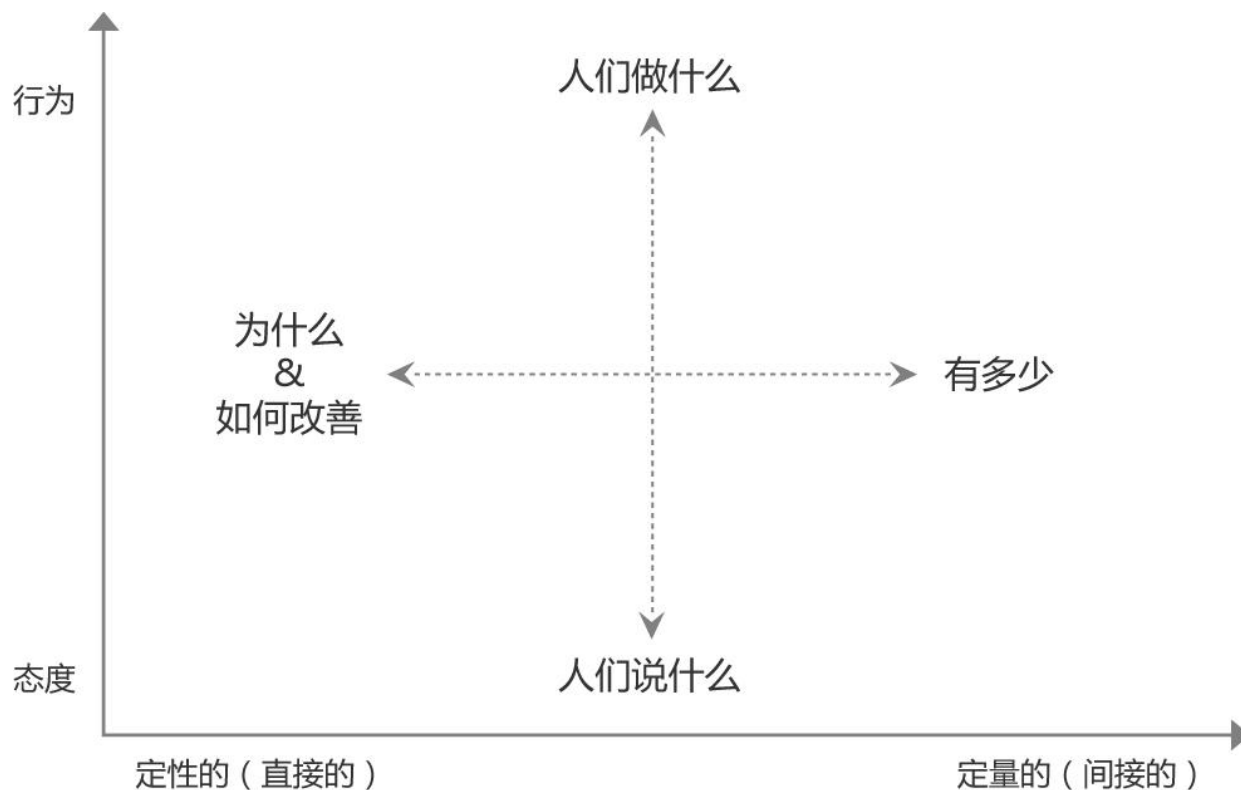 人们做什么
行为
为什么
&
如何改善
有多少
人们说什么
态度
定性的（直接的）
定量的（间接的）